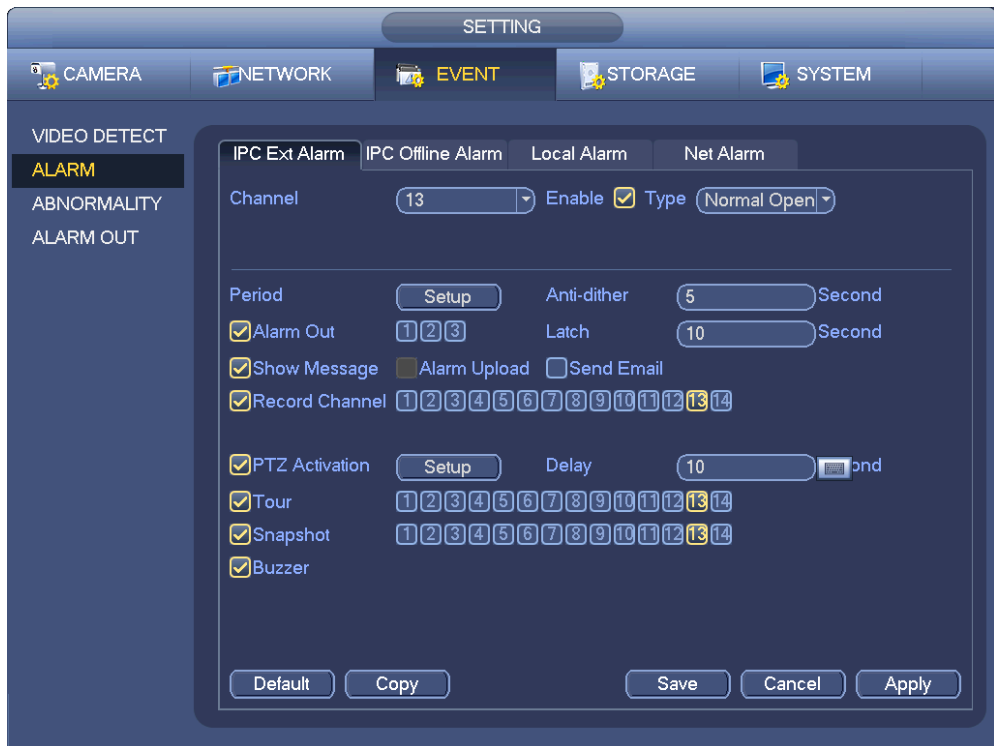 SETTING
CAMERA NETWORK EVENT STORAGE SYSTEM
VIDEO DETECT
ALARM
ABNORMALITY
ALARM OUT
IPC Ext Alarm IPC Offline Alarm Local Alarm Net Alarm
Channel 13 Enable Type Normal Open
Period Setup Anti-dither 5 Second
Alarm Out 1 2 3 Latch 10 Second
Show Message Alarm Upload Send Email
Record Channel 1 2 3 4 5 6 7 8 9 10 11 12 13 14
PTZ Activation Setup Delay 10 ond
Tour 1 2 3 4 5 6 7 8 9 10 11 12 13 14
Snapshot 1 2 3 4 5 6 7 8 9 10 11 12 13 14
Buzzer
Default Copy Save Cancel Apply